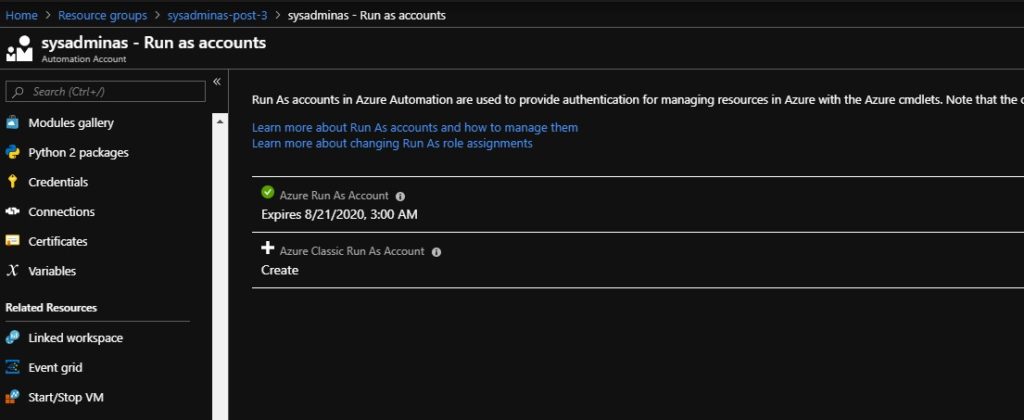 Home > Resource groups > sysadminas-post-3 > sysadminas - Run as accounts
sysadminas - Run as accounts
Automation Account
Search (Ctrl+/)
«
Modules gallery
Python 2 packages
Credentials
Connections
Certificates
Variables
Related Resources
Linked workspace
Event grid
Start/Stop VM
Run As accounts in Azure Automation are used to provide authentication for managing resources in Azure with the Azure cmdlets. Note that the
Learn more about Run As accounts and how to manage them
Learn more about changing Run As role assignments
Azure Run As Account
Expires 8/21/2020, 3:00 AM
Azure Classic Run As Account
Create